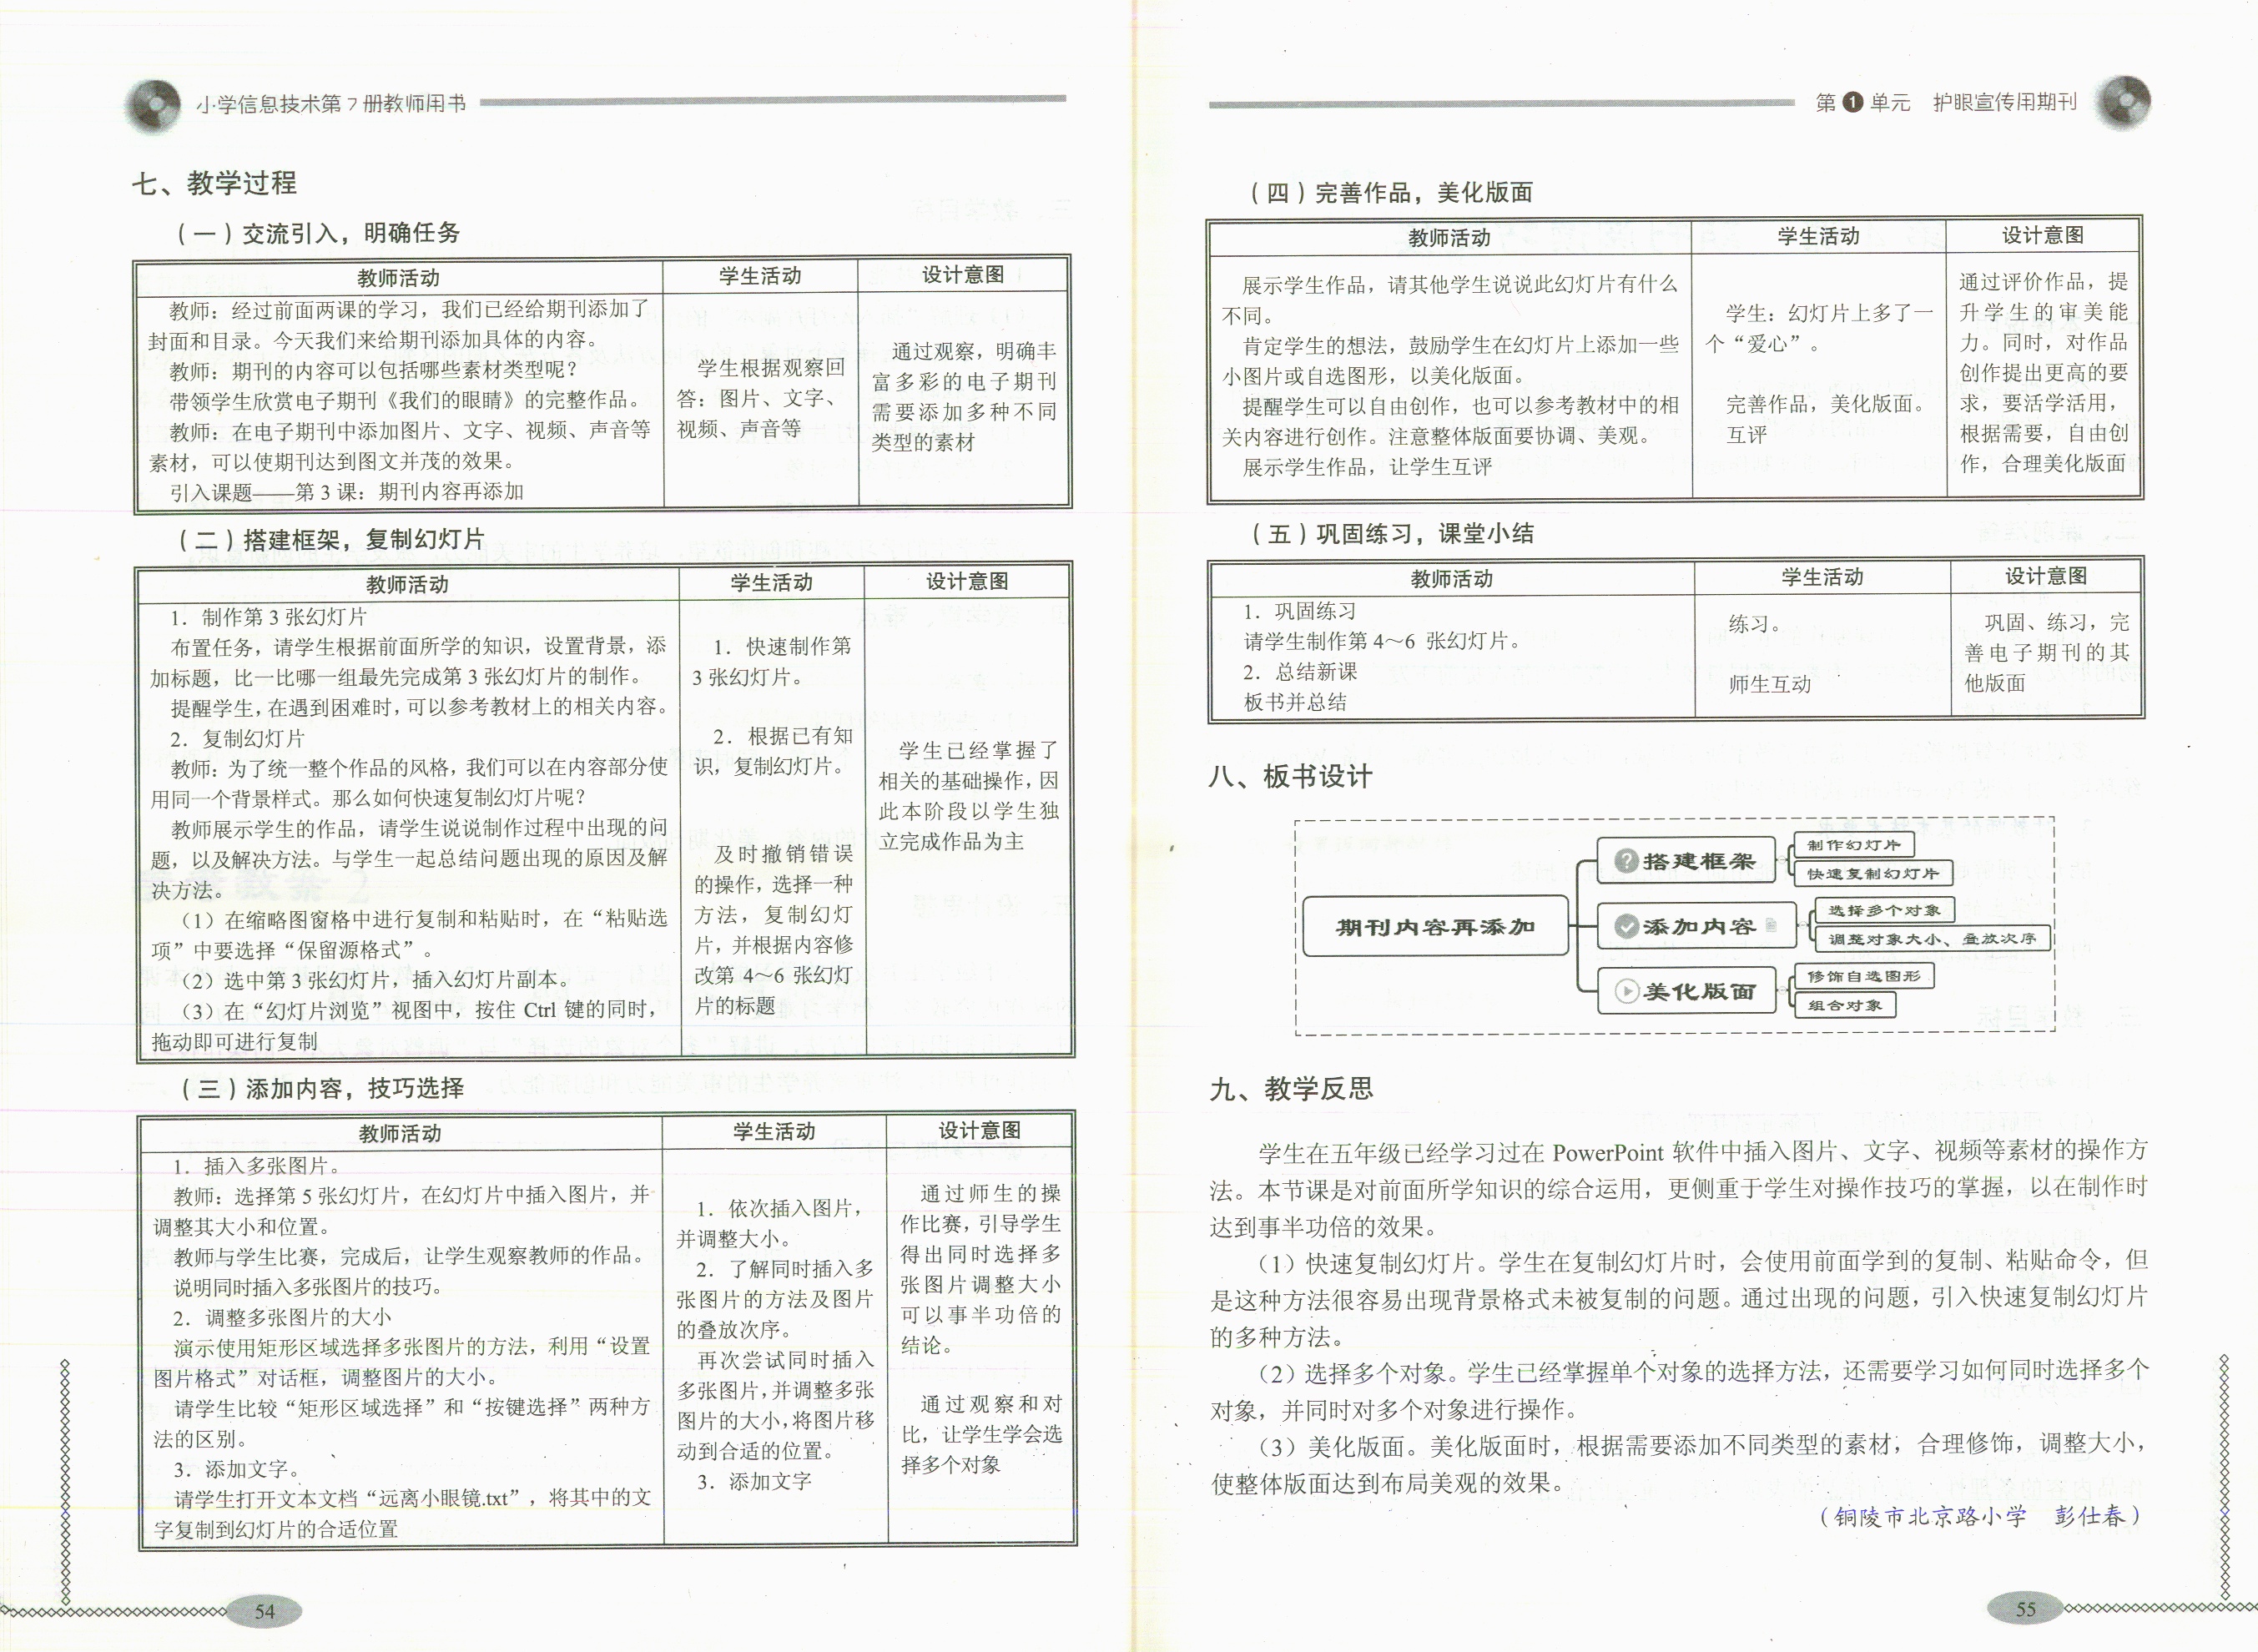 小学信息技术第7册教师用书
七、教学过程
（一）交流引入，明确任务
教师活动
教师：经过前面两课的学习，我们已经给期刊添加了
封面和目录。今天我们来给期刊添加具体的内容。
教师：期刊的内容可以包括哪些素材类型呢？
带领学生欣赏电子期刊《我们的眼睛》的完整作品。
教师：在电子期刊中添加图片、文字、视频、声音等
素材，可以使期刊达到图文并茂的效果。
引入课题——第3课：期刊内容再添加
学生活动
学生根据观察回
答：图片、文字、
视频、声音等
设计意图
通过观察，明确丰
富多彩的电子期刊
需要添加多种不同
类型的素材
（二）搭建框架，复制幻灯片
教师活动
1．制作第3张幻灯片
布置任务，请学生根据前面所学的知识，设置背景，添
加标题，比一比哪一组最先完成第3张幻灯片的制作。
提醒学生，在遇到困难时，可以参考教材上的相关内容。
2．复制幻灯片
教师：为了统一整个作品的风格，我们可以在内容部分使
用同一个背景样式。那么如何快速复制幻灯片呢？
教师展示学生的作品，请学生说说制作过程中出现的问
题，以及解决方法。与学生一起总结问题出现的原因及解
决方法。
（1）在缩略图窗格中进行复制和粘贴时，在“粘贴选
项”中要选择“保留源格式”。
（2）选中第3张幻灯片，插入幻灯片副本。
（3）在“幻灯片浏览”视图中，按住 Ctrl 键的同时，
拖动即可进行复制
学生活动
1．快速制作第
3张幻灯片。
2．根据已有知
识，复制幻灯片。
及时撤销错误
的操作，选择一种
方法，复制幻灯
片，并根据内容修
改第4～6张幻灯
片的标题
设计意图
学生已经掌握了
相关的基础操作，因
此本阶段以学生独
立完成作品为主
（三）添加内容，技巧选择
教师活动
1．插入多张图片。
教师：选择第5张幻灯片，在幻灯片中插入图片，并
调整其大小和位置。
教师与学生比赛，完成后，让学生观察教师的作品。
说明同时插入多张图片的技巧。
2．调整多张图片的大小
演示使用矩形区域选择多张图片的方法，利用“设置
图片格式”对话框，调整图片的大小。
请学生比较“矩形区域选择”和“按键选择”两种方
法的区别。
3．添加文字。
请学生打开文本文档“远离小眼镜.txt”，将其中的文
字复制到幻灯片的合适位置
学生活动
1．依次插入图片，
并调整大小。
2．了解同时插入多
张图片的方法及图片
的叠放次序。
再次尝试同时插入
多张图片，并调整多张
图片的大小，将图片移
动到合适的位置。
3．添加文字
设计意图
通过师生的操
作比赛，引导学生
得出同时选择多
张图片调整大小
可以事半功倍的
结论。
通过观察和对
比，让学生学会选
择多个对象
54
第1单元 护眼宣传用期刊
（四）完善作品，美化版面
教师活动
展示学生作品，请其他学生说说此幻灯片有什么
不同。
肯定学生的想法，鼓励学生在幻灯片上添加一些
小图片或自选图形，以美化版面。
提醒学生可以自由创作，也可以参考教材中的相
关内容进行创作。注意整体版面要协调、美观。
展示学生作品，让学生互评
学生活动
学生：幻灯片上多了一
个“爱心”。
完善作品，美化版面。
互评
设计意图
通过评价作品，提
升学生的审美能
力。同时，对作品
创作提出更高的要
求，要活学活用，
根据需要，自由创
作，合理美化版面
（五）巩固练习，课堂小结
教师活动
1．巩固练习
请学生制作第4～6张幻灯片。
2．总结新课
板书并总结
学生活动
练习。
师生互动
设计意图
巩固、练习，完
善电子期刊的其
他版面
八、板书设计
期刊内容再添加
搭建框架
制作幻灯片
快速复制幻灯片
添加内容
选择多个对象
调整对象大小、叠放次序
美化版面
修饰自选图形
组合对象
九、教学反思
学生在五年级已经学习过在 PowerPoint 软件中插入图片、文字、视频等素材的操作方
法。本节课是对前面所学知识的综合运用，更侧重于学生对操作技巧的掌握，以在制作时
达到事半功倍的效果。
（1）快速复制幻灯片。学生在复制幻灯片时，会使用前面学到的复制、粘贴命令，但
是这种方法很容易出现背景格式未被复制的问题。通过出现的问题，引入快速复制幻灯片
的多种方法。
（2）选择多个对象。学生已经掌握单个对象的选择方法，还需要学习如何同时选择多个
对象，并同时对多个对象进行操作。
（3）美化版面。美化版面时，根据需要添加不同类型的素材，合理修饰，调整大小，
使整体版面达到布局美观的效果。
（铜陵市北京路小学 彭仕春）
55